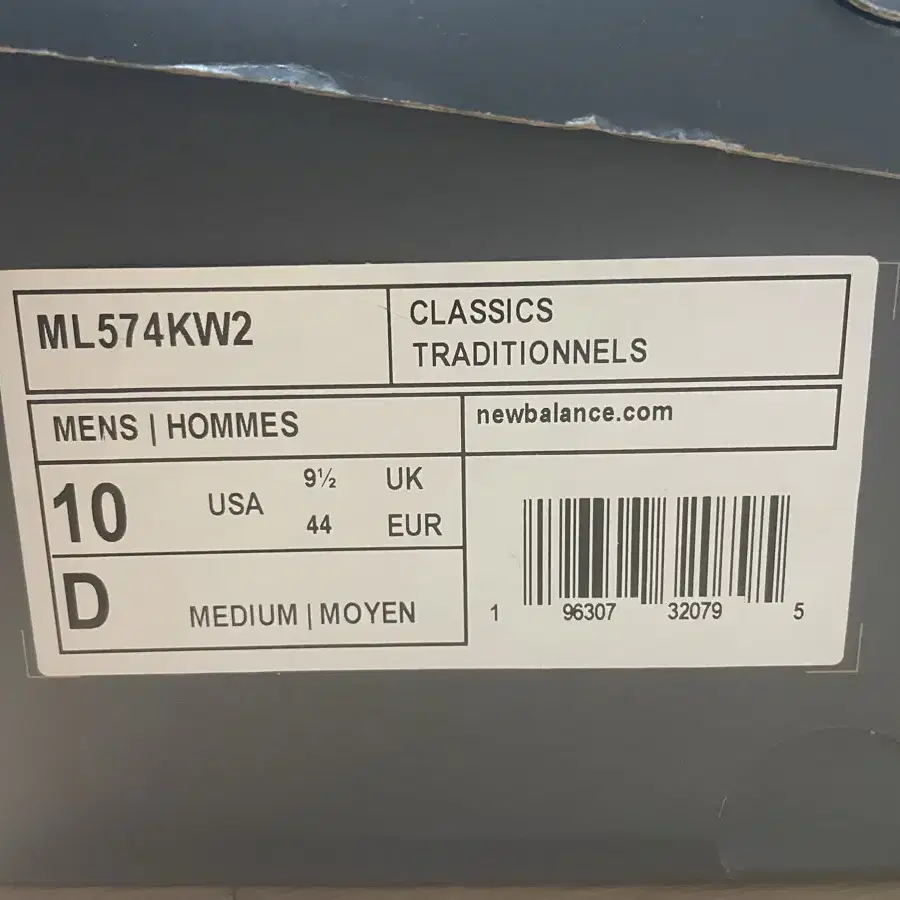 ML574KW2
CLASSICS
TRADITIONNELS
MENS | HOMMES
newbalance.com
10 USA 9½ UK
44 EUR
D MEDIUM | MOYEN
1 96307 32079 5